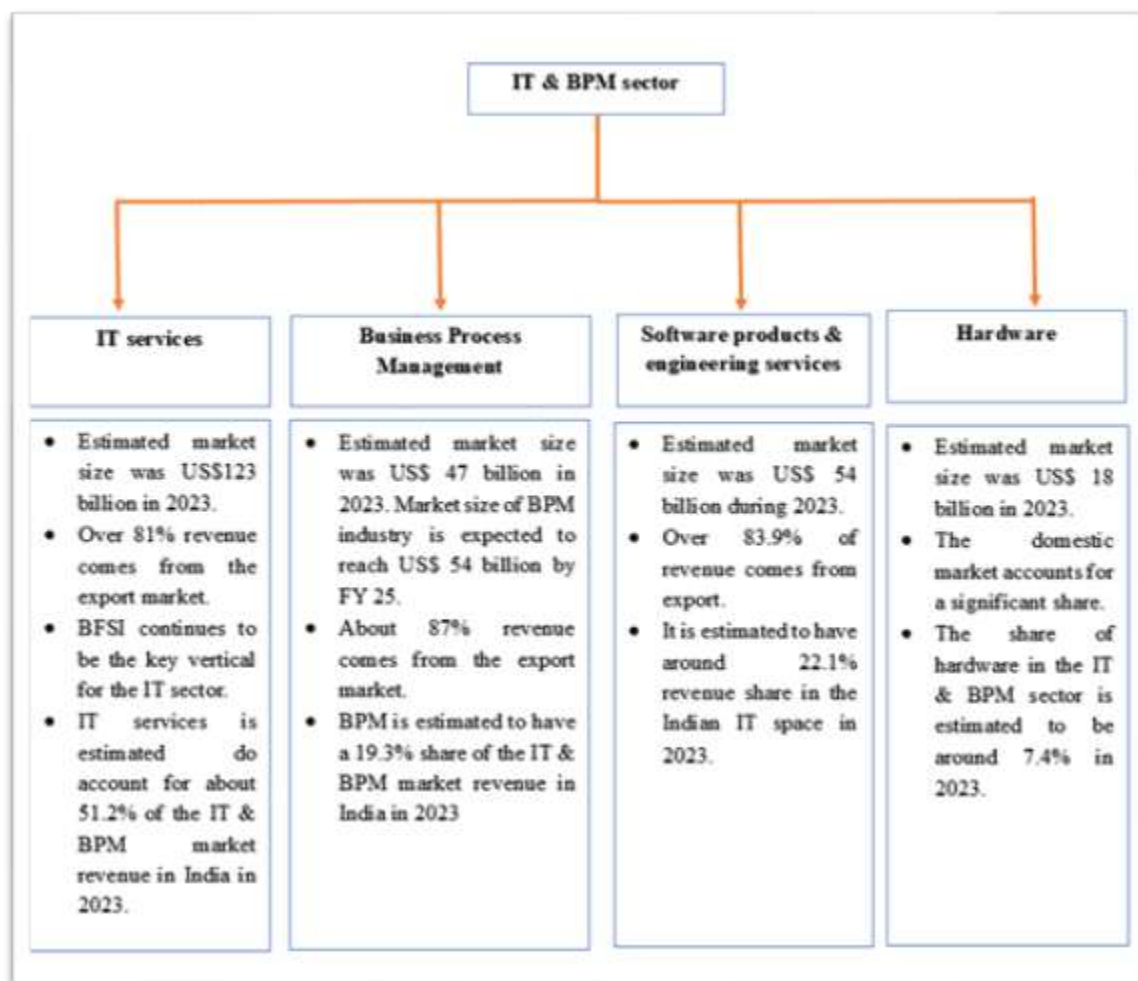 IT & BPM sector
IT services
Business Process
Management
Software products &
engineering services
Hardware
• Estimated market
size was US$123
billion in 2023.
• Over 81% revenue
comes from the
export market.
• BFSI continues to
be the key vertical
for the IT sector.
• IT services is
estimated do
account for about
51.2% of the IT &
BPM market
revenue in India in
2023.
• Estimated market size
was US$ 47 billion in
2023. Market size of BPM
industry is expected to
reach US$ 54 billion by
FY 25.
• About 87% revenue
comes from the export
market.
• BPM is estimated to have
a 19.3% share of the IT &
BPM market revenue in
India in 2023
• Estimated market
size was US$ 54
billion during 2023.
• Over 83.9% of
revenue comes from
export.
• It is estimated to have
around 22.1%
revenue share in the
Indian IT space in
2023.
• Estimated market
size was US$ 18
billion in 2023.
• The domestic
market accounts for
a significant share.
• The share of
hardware in the IT
& BPM sector is
estimated to be
around 7.4% in
2023.